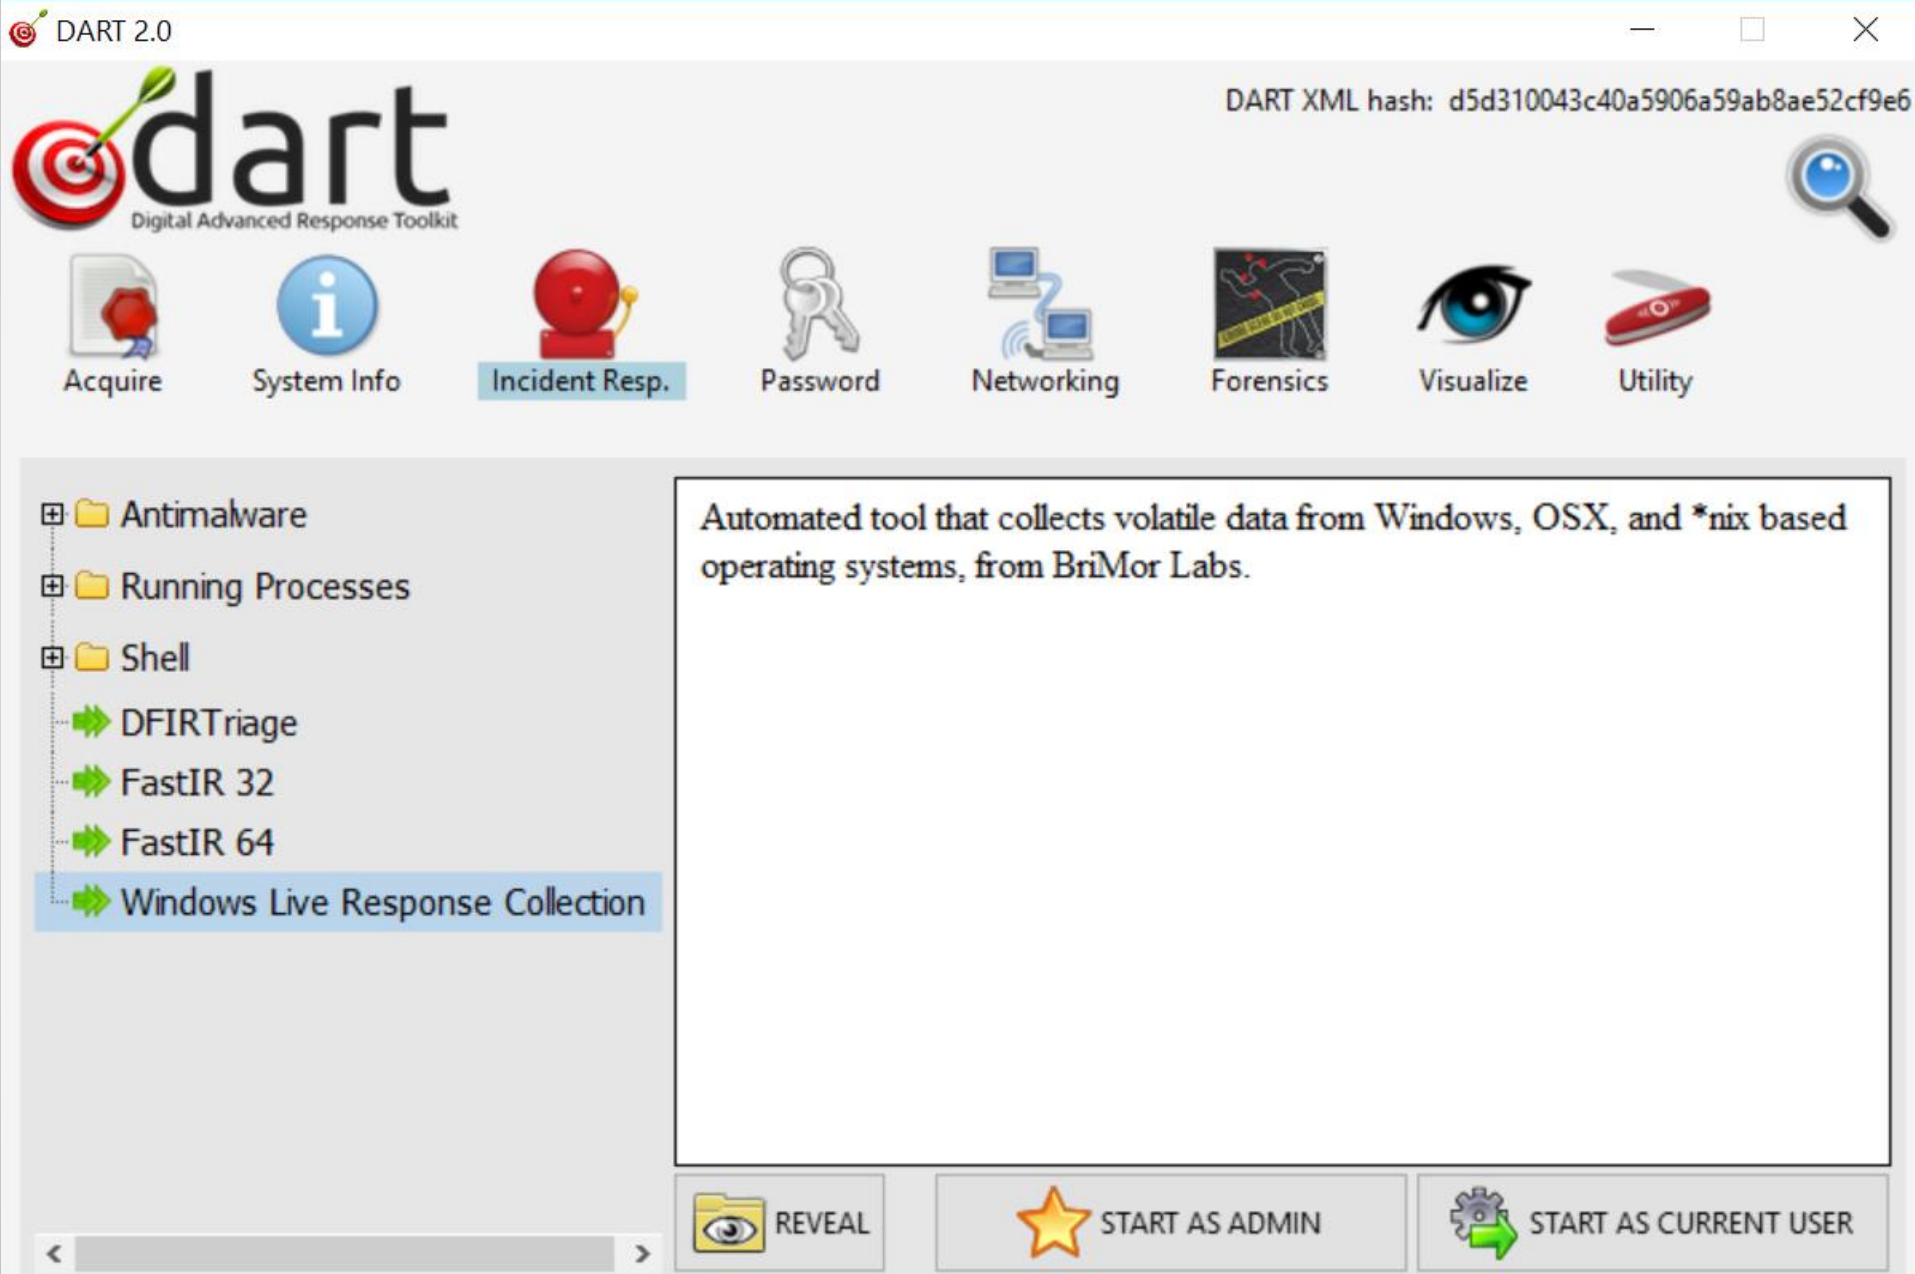 DART 2.0
DART XML hash: d5d310043c40a5906a59ab8ae52cf9e6
dart
Digital Advanced Response Toolkit
Acquire
System Info
Incident Resp.
Password
Networking
Forensics
Visualize
Utility
Antimalware
Running Processes
Shell
DFIRTriage
FastIR 32
FastIR 64
Windows Live Response Collection
Automated tool that collects volatile data from Windows, OSX, and *nix based
operating systems, from BriMor Labs.
REVEAL
START AS ADMIN
START AS CURRENT USER